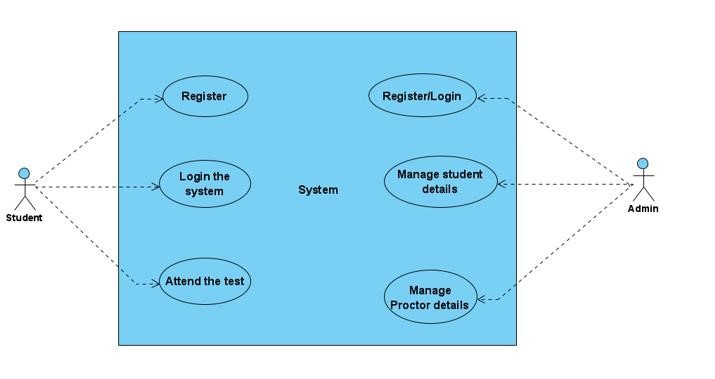 Register
Register/Login
Login the
system
System
Manage student
details
Student
Admin
Attend the test
Manage
Proctor details